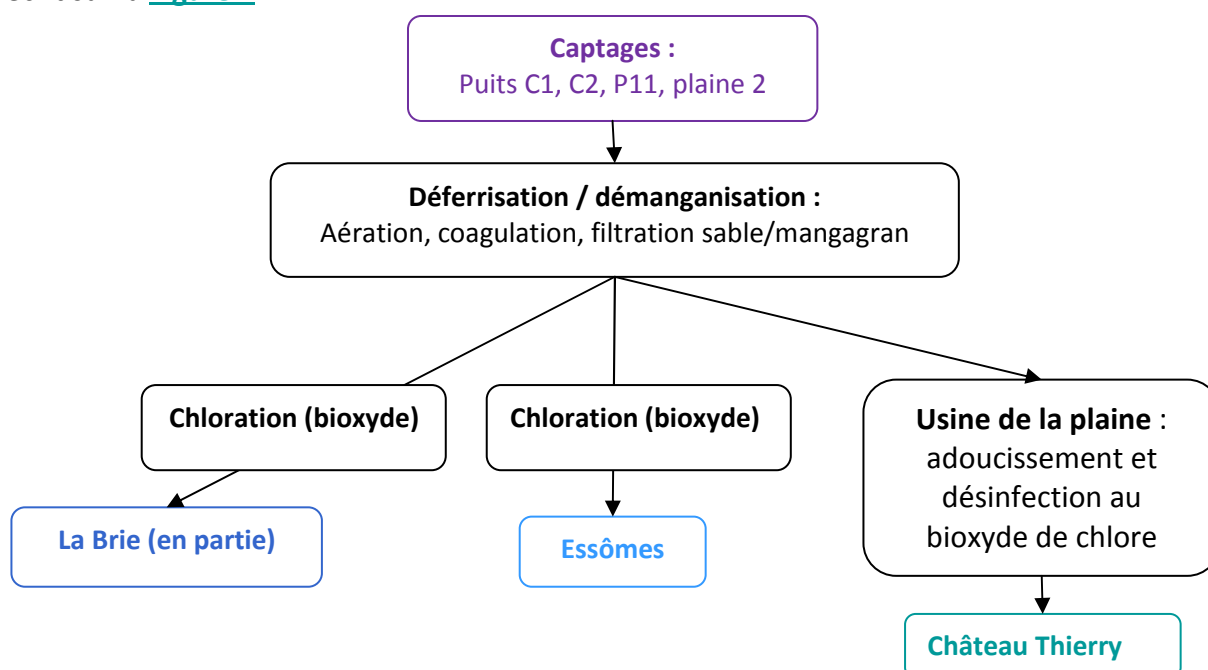 Captages :
Puits C1, C2, P11, plaine 2
Déferrisation / démanganisation :
Aération, coagulation, filtration sable/mangagran
Chloration (bioxyde)
Chloration (bioxyde)
Usine de la plaine :
adoucissement et
désinfection au
bioxyde de chlore
La Brie (en partie)
Essômes
Château Thierry